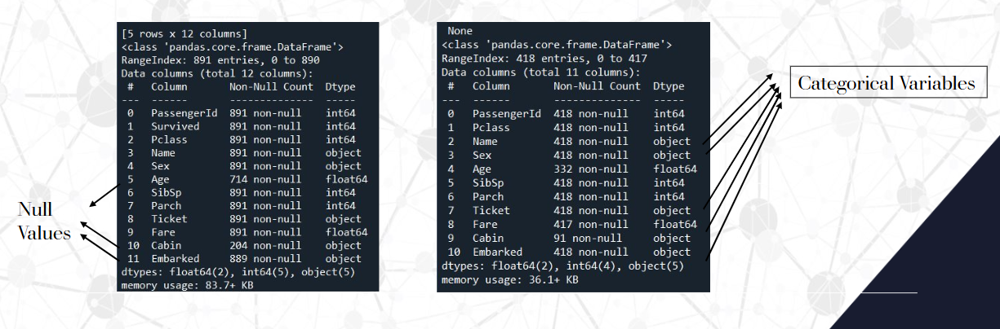 [5 rows x 12 columns]
<class 'pandas.core.frame.DataFrame'>
RangeIndex: 891 entries, 0 to 890
Data columns (total 12 columns):
 #   Column       Non-Null Count  Dtype
---  ------       --------------  -----
 0   PassengerId  891 non-null    int64
 1   Survived     891 non-null    int64
 2   Pclass       891 non-null    int64
 3   Name         891 non-null    object
 4   Sex          891 non-null    object
 5   Age          714 non-null    float64
 6   SibSp        891 non-null    int64
 7   Parch        891 non-null    int64
 8   Ticket       891 non-null    object
 9   Fare         891 non-null    float64
 10  Cabin        204 non-null    object
 11  Embarked     889 non-null    object
dtypes: float64(2), int64(5), object(5)
memory usage: 83.7+ KB
Null
Values
None
<class 'pandas.core.frame.DataFrame'>
RangeIndex: 418 entries, 0 to 417
Data columns (total 11 columns):
 #   Column       Non-Null Count  Dtype
---  ------       --------------  -----
 0   PassengerId  418 non-null    int64
 1   Pclass       418 non-null    int64
 2   Name         418 non-null    object
 3   Sex          418 non-null    object
 4   Age          332 non-null    float64
 5   SibSp        418 non-null    int64
 6   Parch        418 non-null    int64
 7   Ticket       418 non-null    object
 8   Fare         417 non-null    float64
 9   Cabin        91 non-null     object
 10  Embarked     418 non-null    object
dtypes: float64(2), int64(4), object(5)
memory usage: 36.1+ KB
Categorical Variables